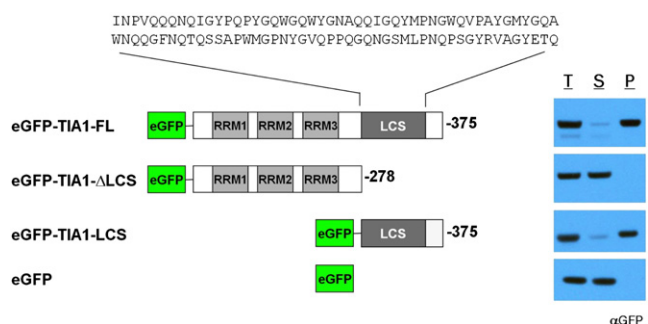 INPVQQQNQIGYPQPYGQWGQWYGNAQQIGQYMPNGWQVPAYGMYGQA
WNQQGFNQTQSSAPWMGPNYGVQPPQGQNGSMLPNQPSGYRVAGYETQ
T S P
eGFP-TIA1-FL eGFP RRM1 RRM2 RRM3 LCS -375
eGFP-TIA1-ΔLCS eGFP RRM1 RRM2 RRM3 -278
eGFP-TIA1-LCS eGFP LCS -375
eGFP eGFP
αGFP